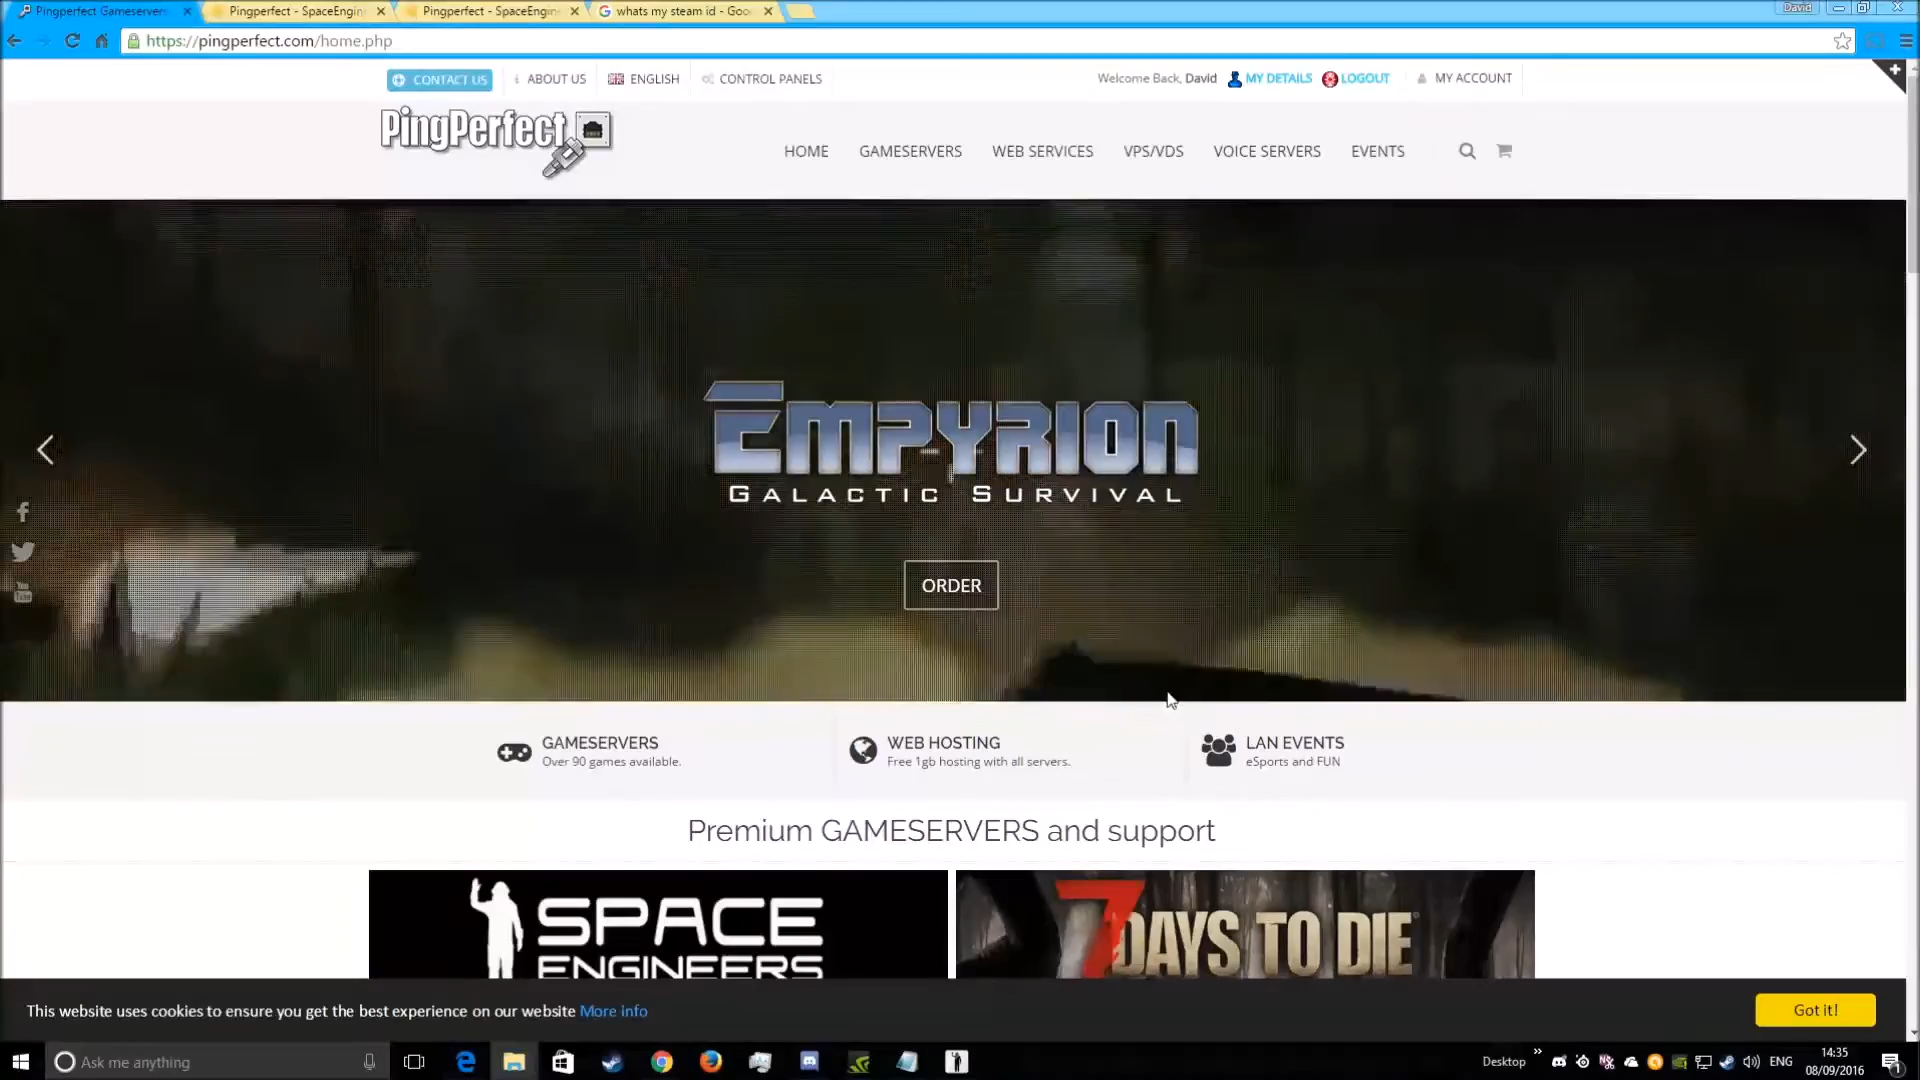 Pingperfect Gameservers
Pingperfect - SpaceEngin
Pingperfect - SpaceEngin
whats my steam id - Goo
David
https://pingperfect.com/home.php
CONTACT US
ABOUT US
ENGLISH
CONTROL PANELS
Welcome Back, David
MY DETAILS
LOGOUT
MY ACCOUNT
PingPerfect
HOME
GAMESERVERS
WEB SERVICES
VPS/VDS
VOICE SERVERS
EVENTS
EMPYRION
GALACTIC SURVIVAL
ORDER
GAMESERVERS
Over 90 games available.
WEB HOSTING
Free 1gb hosting with all servers.
LAN EVENTS
eSports and FUN
Premium GAMESERVERS and support
SPACE
ENGINEERS
7 DAYS TO DIE
This website uses cookies to ensure you get the best experience on our website More info
Got it!
Ask me anything
Desktop
ENG
14:35
08/09/2016
1